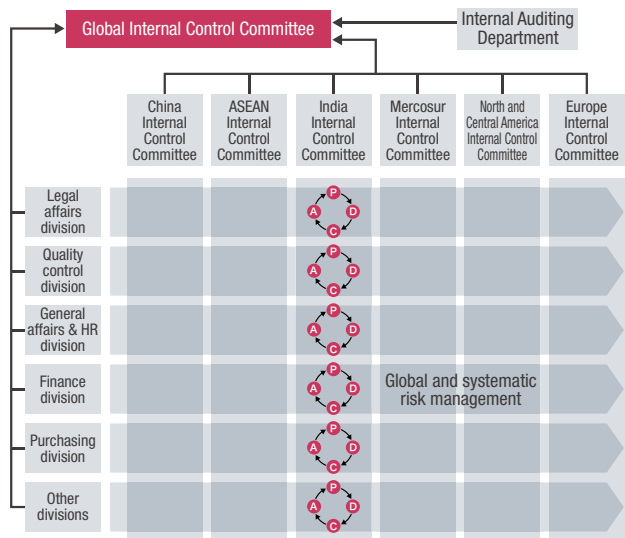 Global Internal Control Committee
Internal Auditing
Department
China
Internal
Control
Committee
ASEAN
Internal
Control
Committee
India
Internal
Control
Committee
Mercosur
Internal
Control
Committee
North and
Central America
Internal Control
Committee
Europe
Internal
Control
Committee
Legal
affairs
division
P
A D
C
Quality
control
division
P
A D
C
General
affairs & HR
division
P
A D
C
Finance
division
P
A D
C
Global and systematic
risk management
Purchasing
division
P
A D
C
Other
divisions
P
A D
C